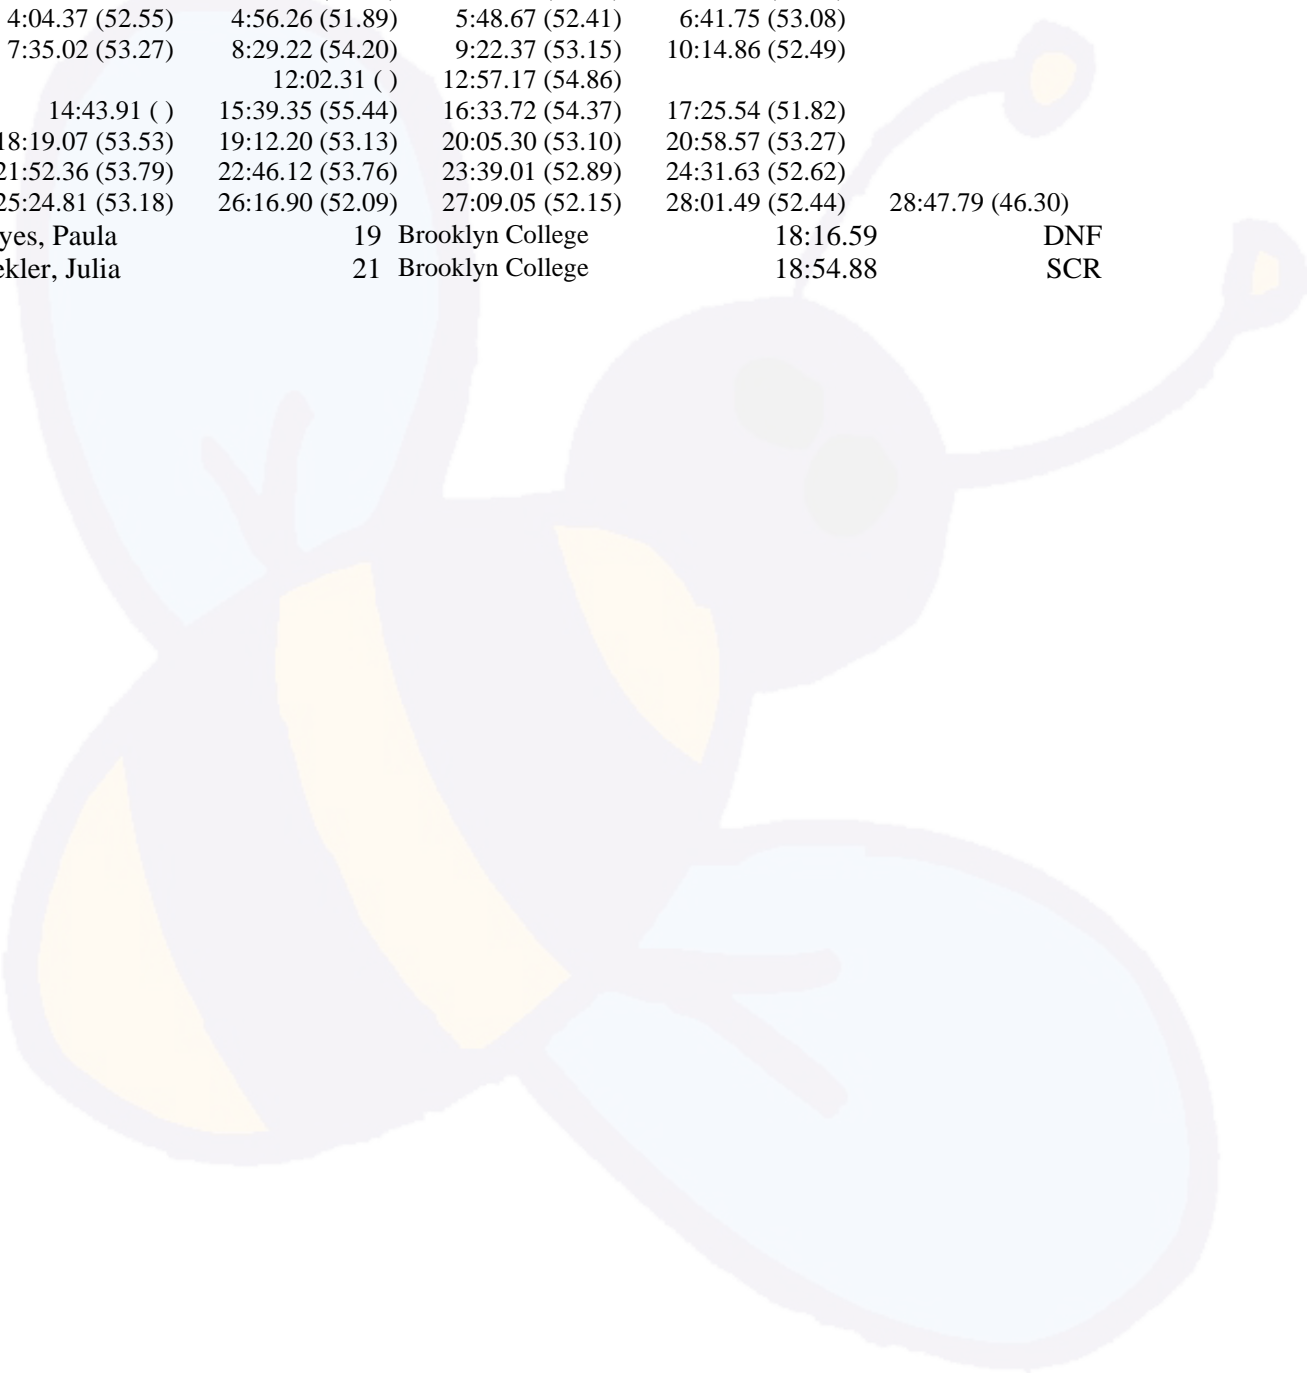 4:04.37 (52.55) 4:56.26 (51.89) 5:48.67 (52.41) 6:41.75 (53.08)
7:35.02 (53.27) 8:29.22 (54.20) 9:22.37 (53.15) 10:14.86 (52.49)
12:02.31 ( ) 12:57.17 (54.86)
14:43.91 ( ) 15:39.35 (55.44) 16:33.72 (54.37) 17:25.54 (51.82)
18:19.07 (53.53) 19:12.20 (53.13) 20:05.30 (53.10) 20:58.57 (53.27)
21:52.36 (53.79) 22:46.12 (53.76) 23:39.01 (52.89) 24:31.63 (52.62)
25:24.81 (53.18) 26:16.90 (52.09) 27:09.05 (52.15) 28:01.49 (52.44) 28:47.79 (46.30)
yes, Paula 19 Brooklyn College 18:16.59 DNF
ekler, Julia 21 Brooklyn College 18:54.88 SCR